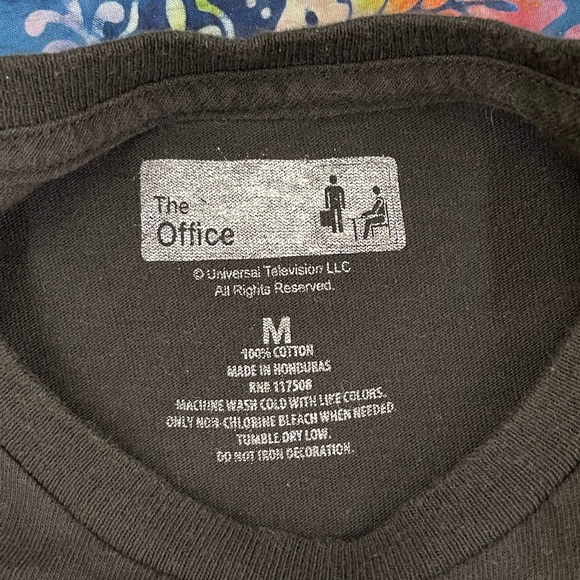 The
Office
© Universal Television LLC
All Rights Reserved.
M
100% COTTON
MADE IN HONDURAS
RN# 117508
MACHINE WASH COLD WITH LIKE COLORS.
ONLY NON-CHLORINE BLEACH WHEN NEEDED.
TUMBLE DRY LOW.
DO NOT IRON DECORATION.